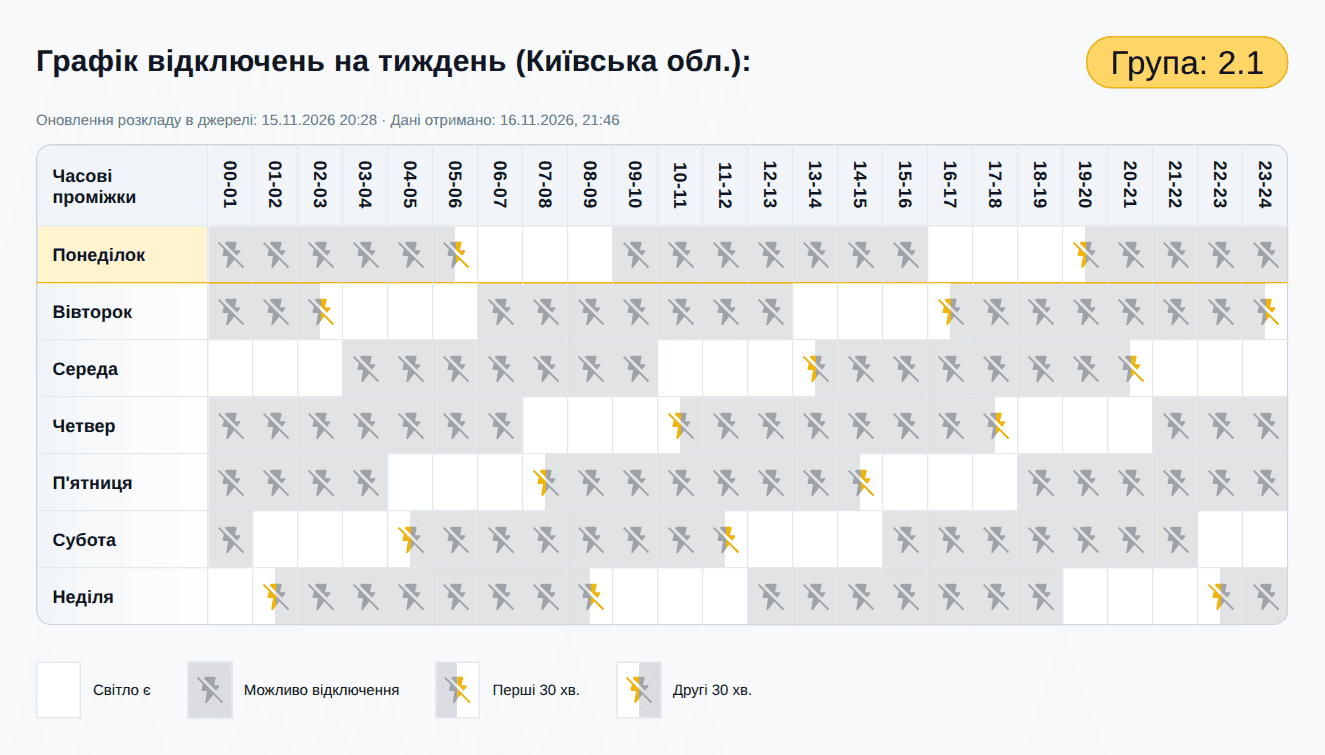 Графік відключень на тиждень (Київська обл.):
Група: 2.1
Оновлення розкладу в джерелі: 15.11.2026 20:28 · Дані отримано: 16.11.2026, 21:46
Часові
проміжки
00-01
01-02
02-03
03-04
04-05
05-06
06-07
07-08
08-09
09-10
10-11
11-12
12-13
13-14
14-15
15-16
16-17
17-18
18-19
19-20
20-21
21-22
22-23
23-24
Понеділок
Вівторок
Середа
Четвер
П'ятниця
Субота
Неділя
Світло є
Можливо відключення
Перші 30 хв.
Другі 30 хв.